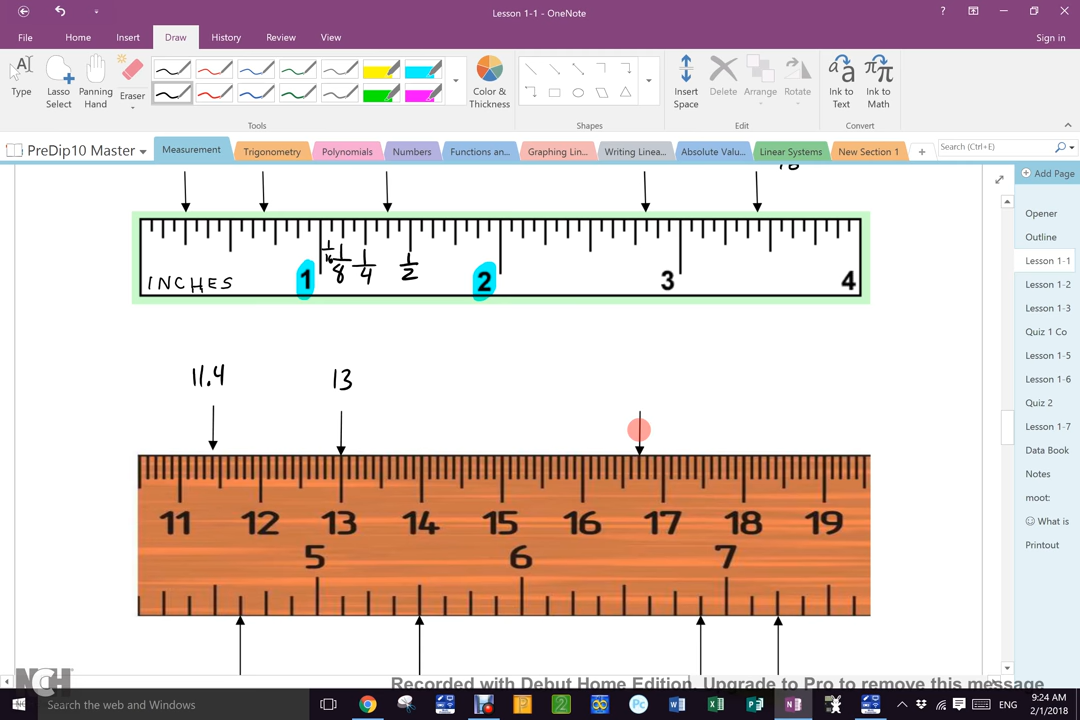 Lesson 1-1 - OneNote
?
File Home Insert Draw History Review View Sign in
Type Lasso Select Panning Hand Eraser Color & Thickness Insert Space Delete Arrange Rotate Ink to Text Ink to Math
Tools Shapes Edit Convert
PreDip10 Master Measurement Trigonometry Polynomials Numbers Functions an... Graphing Lin... Writing Linea... Absolute Valu... Linear Systems New Section 1 + Search (Ctrl+E)
Add Page
Opener
Outline
Lesson 1-1
Lesson 1-2
Lesson 1-3
Quiz 1 Co
Lesson 1-5
Lesson 1-6
Quiz 2
Lesson 1-7
Data Book
Notes
moot:
What is
Printout
1/16 1/8 1/4 1/2
INCHES 1 2 3 4
11.4 13
11 12 13 14 15 16 17 18 19
5 6 7
NCH
Recorded with Debut Home Edition. Upgrade to Pro to remove this message
Search the web and Windows
ENG
9:24 AM
2/1/2018